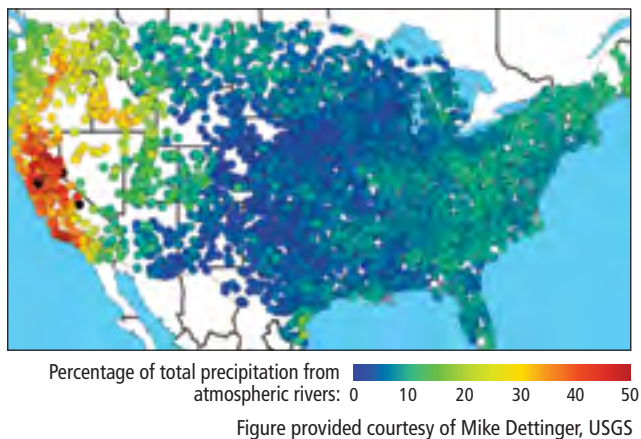 Percentage of total precipitation from
atmospheric rivers: 0 10 20 30 40 50
Figure provided courtesy of Mike Dettinger, USGS